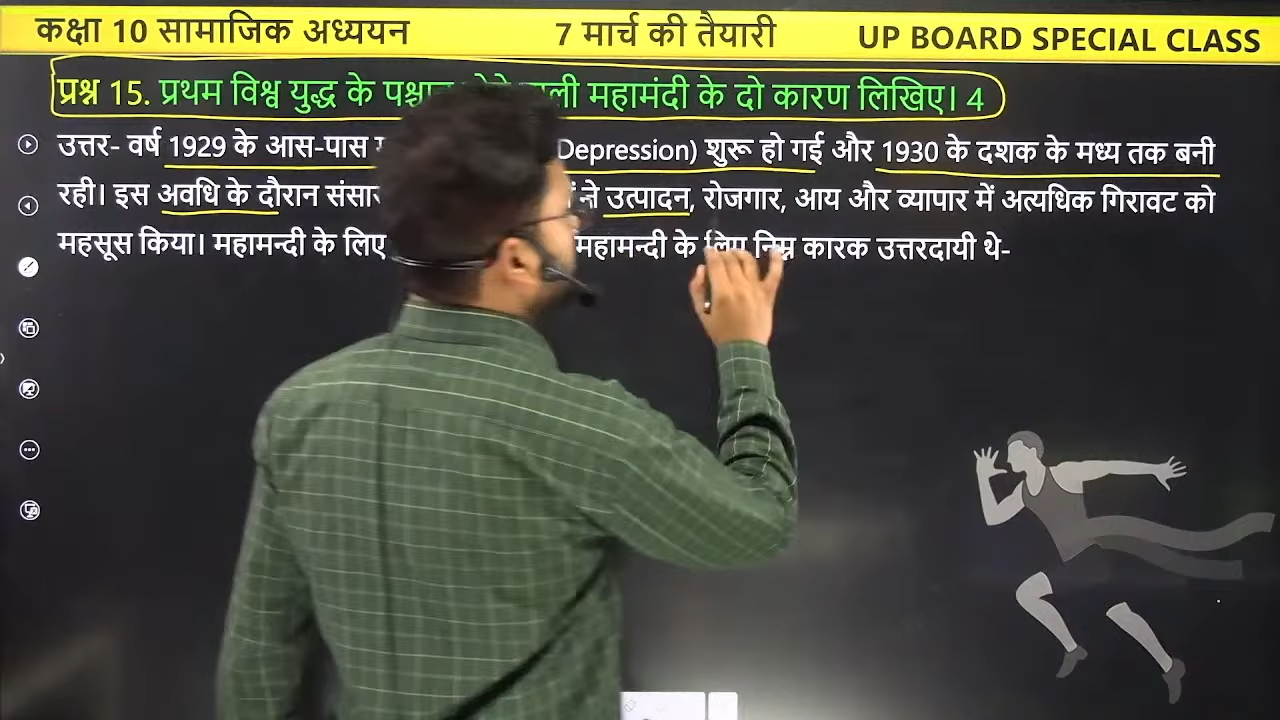 कक्षा 10 सामाजिक अध्ययन 7 मार्च की तैयारी UP BOARD SPECIAL CLASS
प्रश्न 15. प्रथम विश्व युद्ध के महामंदी के दो कारण लिखिए। 4
उत्तर- वर्ष 1929 के आस-पास Depression) शुरू हो गई और 1930 के दशक के मध्य तक बनी
रही। इस अवधि के दौरान ने उत्पादन, रोजगार, आय और व्यापार में अत्यधिक गिरावट को
महसूस किया। महामन्दी के लिए महामन्दी के लिए निम्न कारक उत्तरदायी थे-